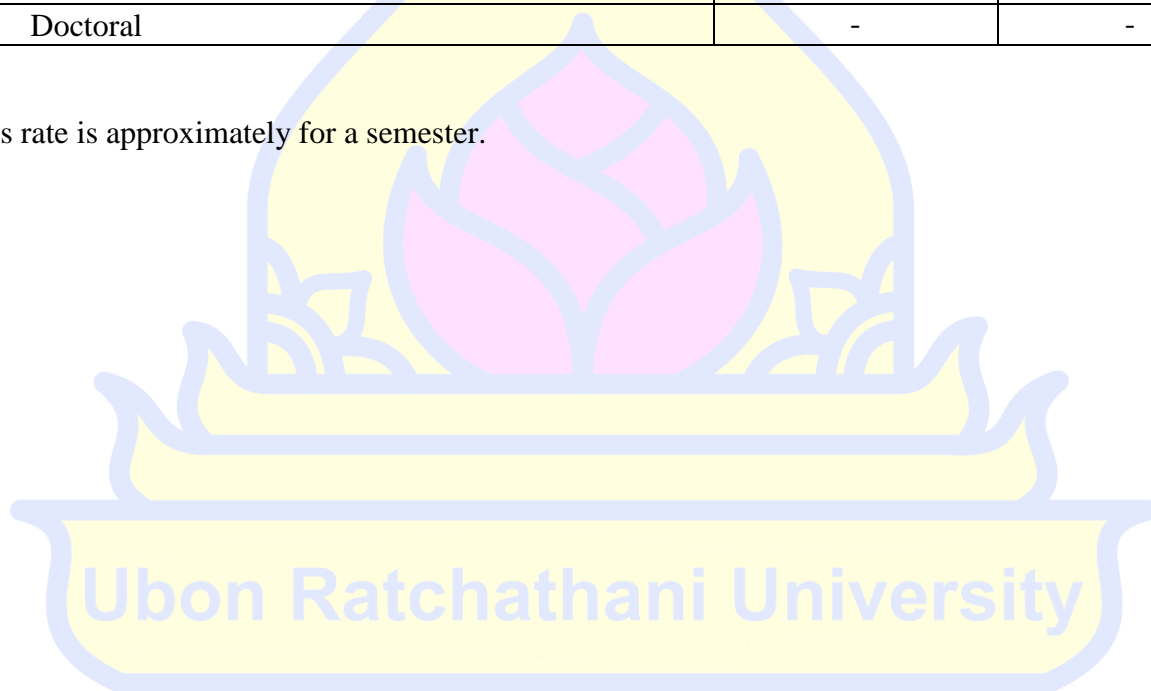 Doctoral - -
s rate is approximately for a semester.
Ubon Ratchathani University